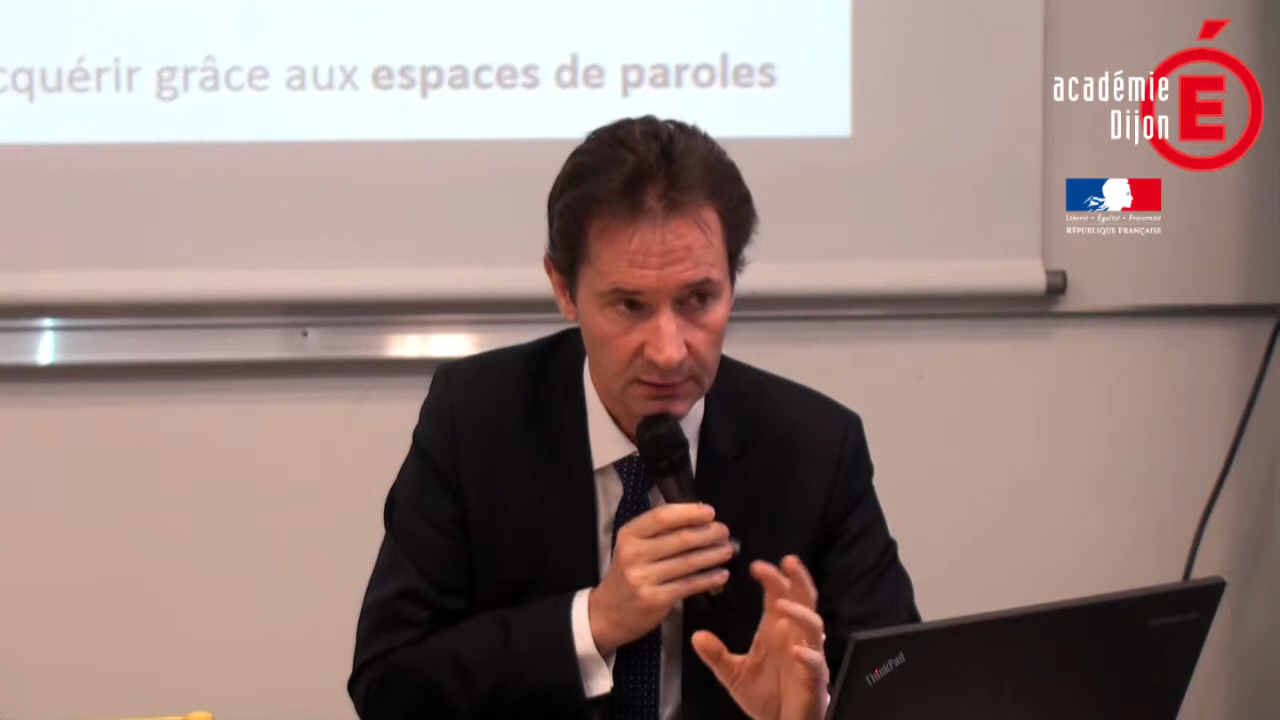 cquérir grâce aux espaces de paroles
académie
Dijon
É
Liberté • Égalité • Fraternité
RÉPUBLIQUE FRANÇAISE
ThinkPad